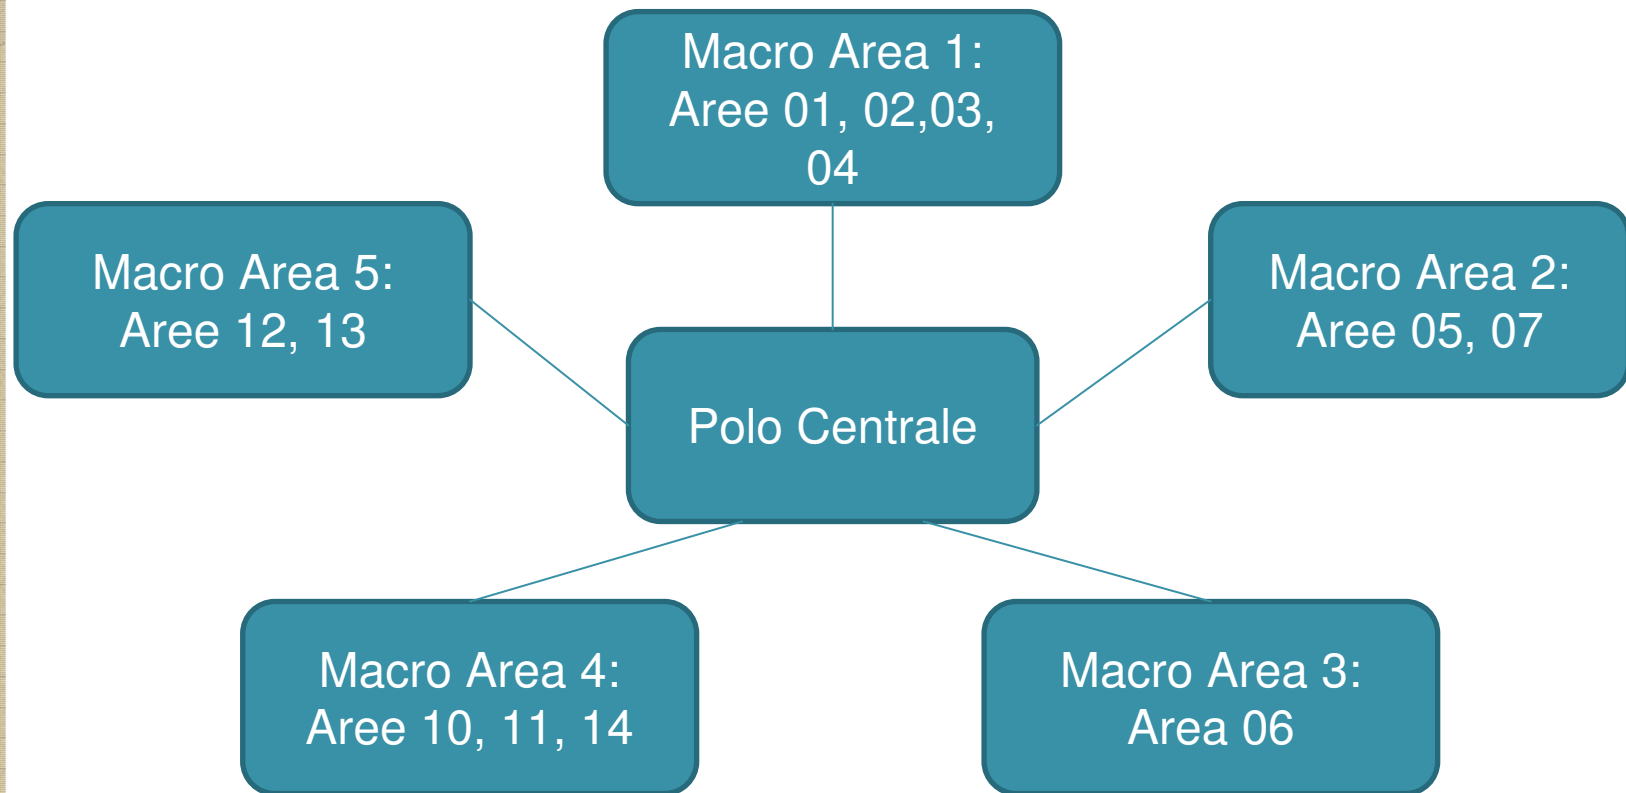 Macro Area 1:
Aree 01, 02,03,
04
Macro Area 5:
Aree 12, 13
Macro Area 2:
Aree 05, 07
Polo Centrale
Macro Area 4:
Aree 10, 11, 14
Macro Area 3:
Area 06